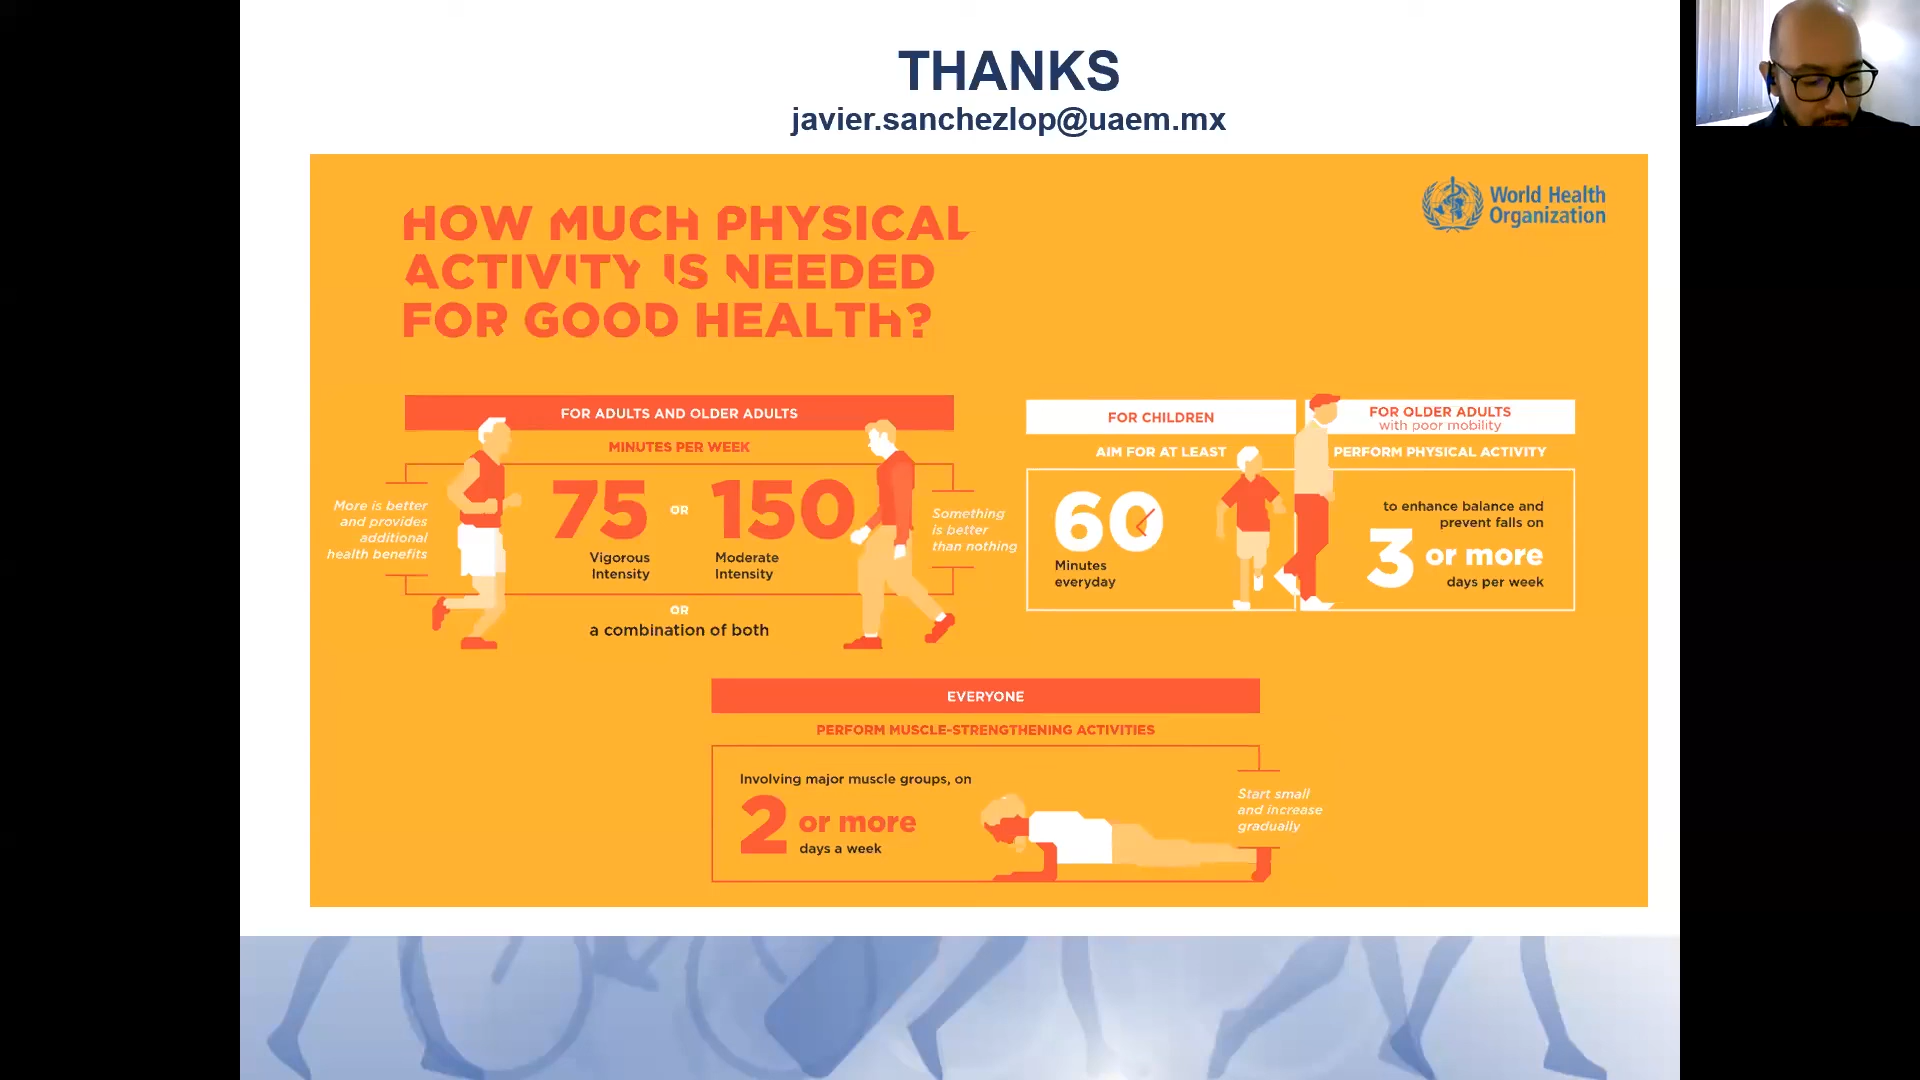 THANKS
javier.sanchezlop@uaem.mx
World Health
Organization
HOW MUCH PHYSICAL
ACTIVITY IS NEEDED
FOR GOOD HEALTH?
FOR ADULTS AND OLDER ADULTS
MINUTES PER WEEK
More is better
and provides
additional
health benefits
75
Vigorous
Intensity
OR
150
Moderate
Intensity
Something
is better
than nothing
OR
a combination of both
FOR CHILDREN
AIM FOR AT LEAST
60
Minutes
everyday
FOR OLDER ADULTS
with poor mobility
PERFORM PHYSICAL ACTIVITY
to enhance balance and
prevent falls on
3 or more
days per week
EVERYONE
PERFORM MUSCLE-STRENGTHENING ACTIVITIES
Involving major muscle groups, on
2 or more
days a week
Start small
and increase
gradually